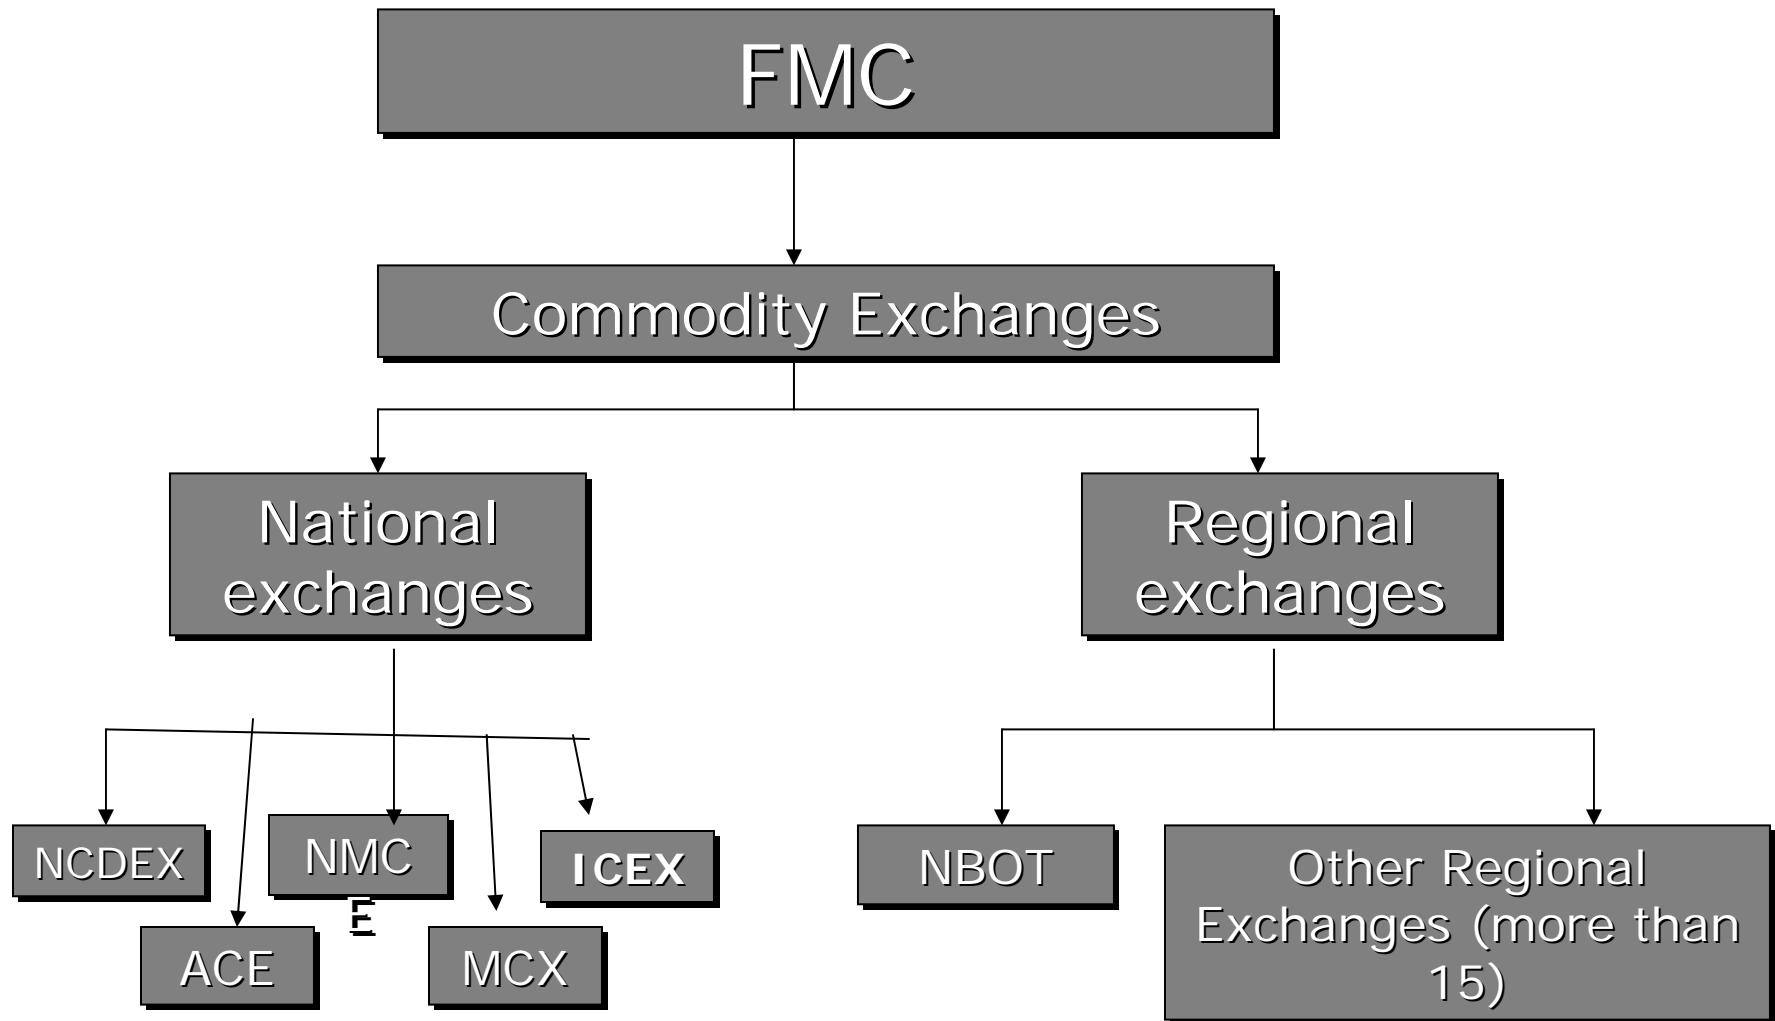 FMC
Commodity Exchanges
National
exchanges
Regional
exchanges
NCDEX
NMC
E
ICEX
ACE
MCX
NBOT
Other Regional
Exchanges (more than
15)